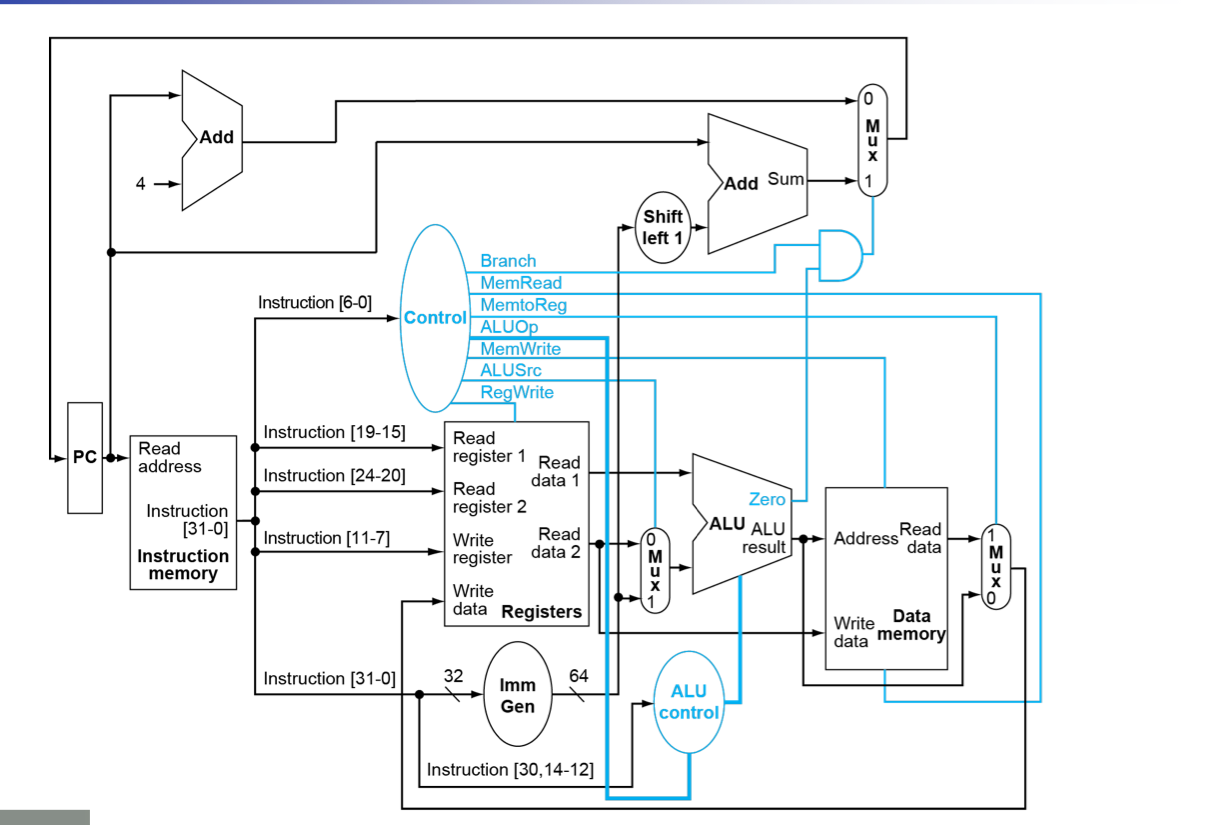 Add
4
0
M
u
x
1
Add Sum
Shift
left 1
Branch
MemRead
MemtoReg
ALUOp
MemWrite
ALUSrc
RegWrite
Control
Instruction [6-0]
Instruction [19-15]
Instruction [24-20]
Instruction [11-7]
Instruction [31-0]
Instruction [30,14-12]
PC
Read
address
Instruction
[31-0]
Instruction
memory
Read
register 1
Read
register 2
Write
register
Write
data
Read
data 1
Read
data 2
Registers
32
Imm
Gen
64
0
M
u
x
1
Zero
ALU
ALU
result
ALU
control
Address
Read
data
Write
data
Data
memory
1
M
u
x
0